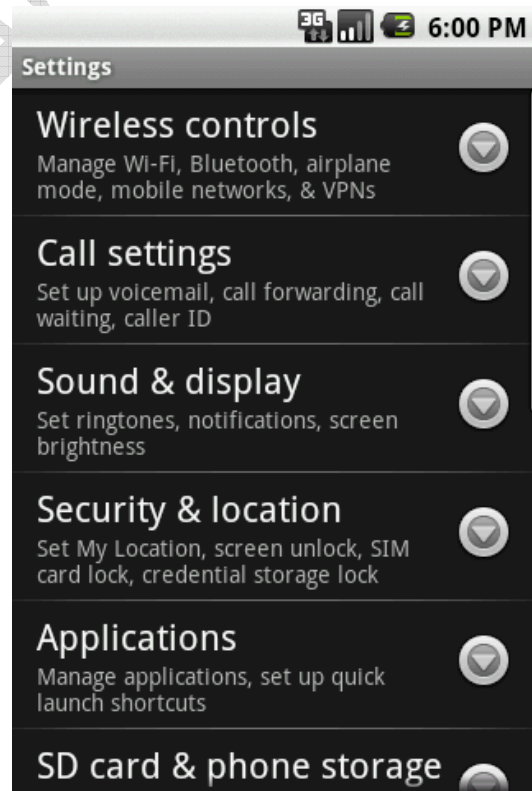 3G 6:00 PM
Settings
Wireless controls
Manage Wi-Fi, Bluetooth, airplane
mode, mobile networks, & VPNs
Call settings
Set up voicemail, call forwarding, call
waiting, caller ID
Sound & display
Set ringtones, notifications, screen
brightness
Security & location
Set My Location, screen unlock, SIM
card lock, credential storage lock
Applications
Manage applications, set up quick
launch shortcuts
SD card & phone storage